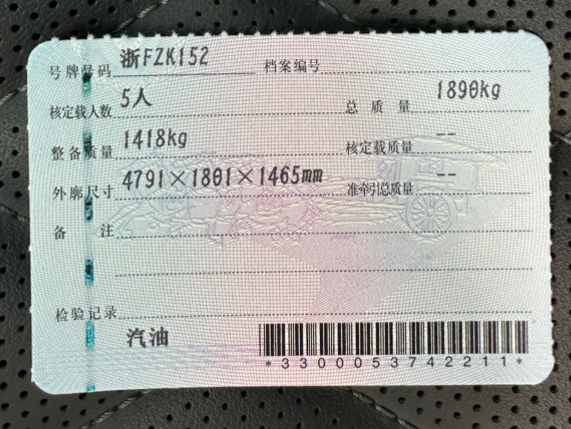 号牌号码 浙FZK152 档案编号
核定载人数 5人 总质量 1890kg
整备质量 1418kg 核定载质量 --
外廓尺寸 4791×1801×1465mm 准牵引总质量 --
备注
检验记录
汽油
*3300053742211*